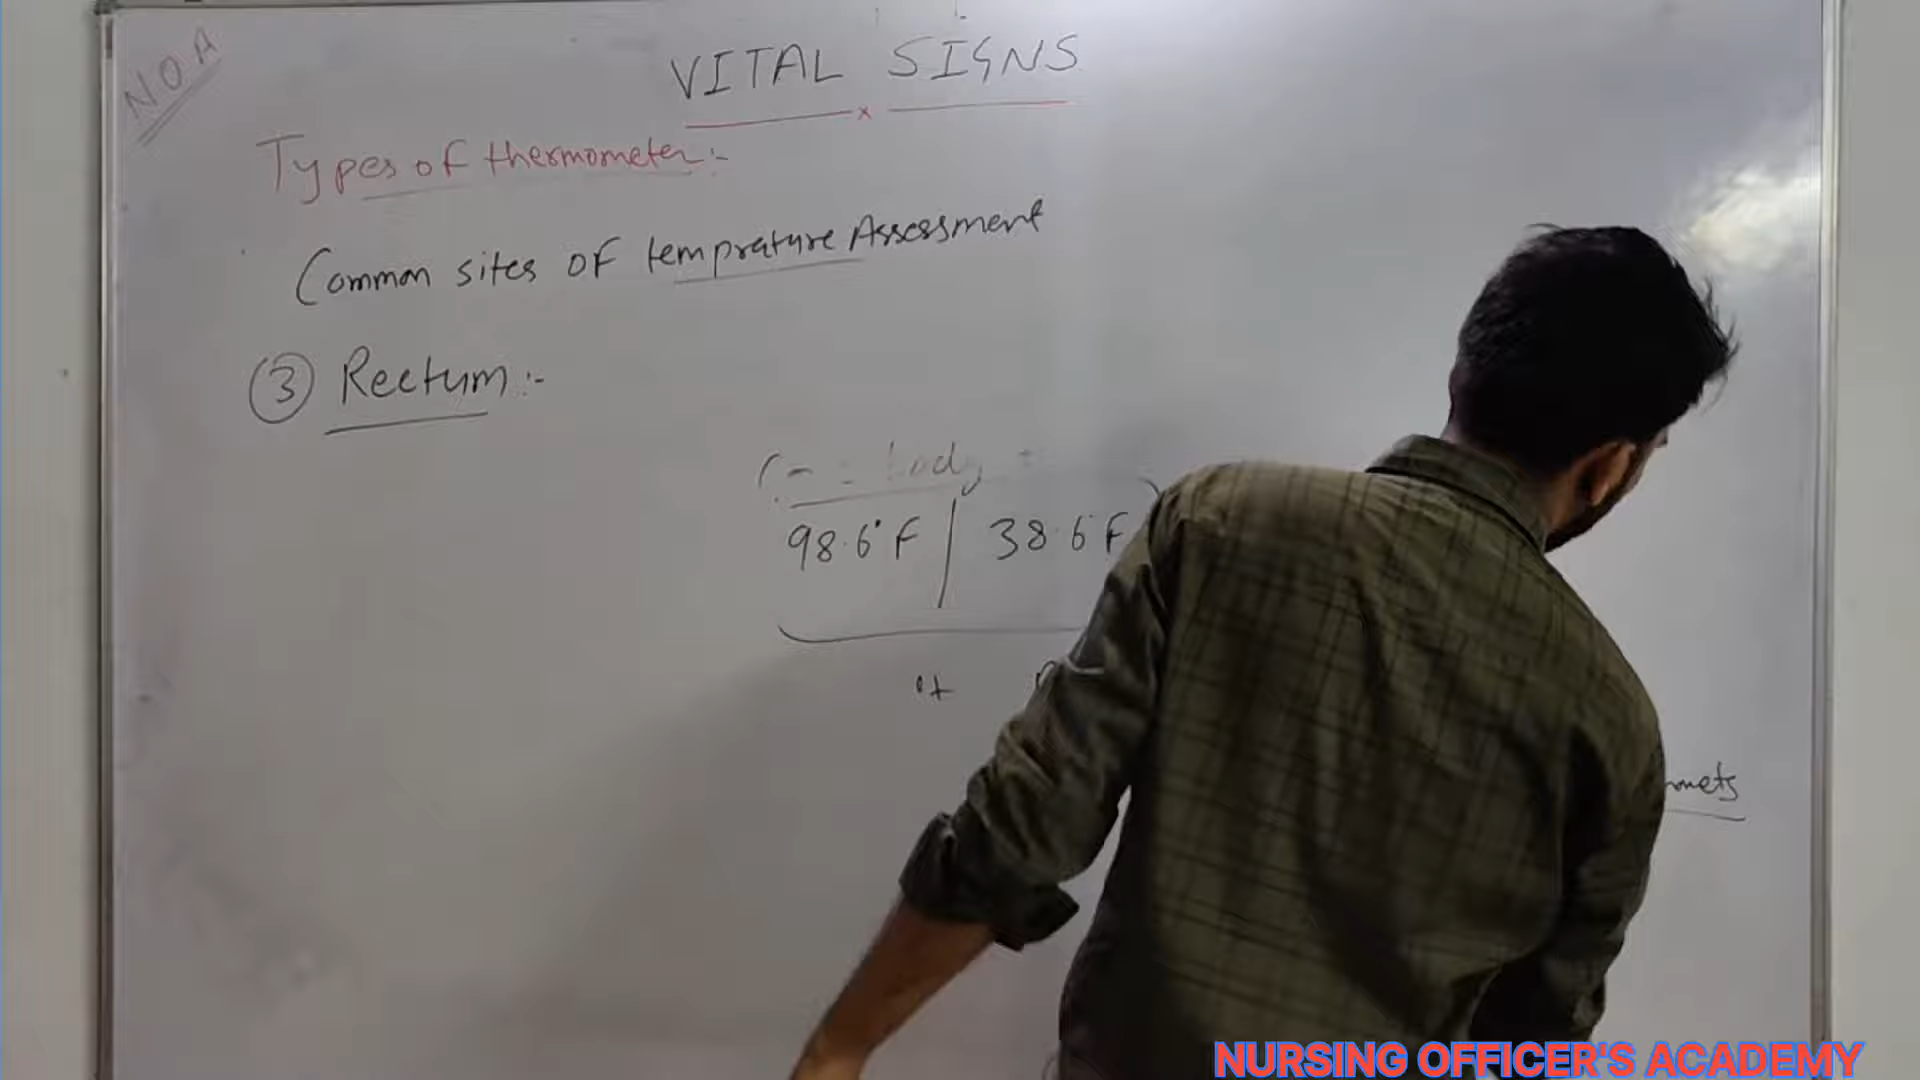 NOA
VITAL SIGNS
x
Types of thermometer:-
Common sites of temprature Assessment
3 Rectum:-
body
98.6°F | 38.6°F
NURSING OFFICER'S ACADEMY